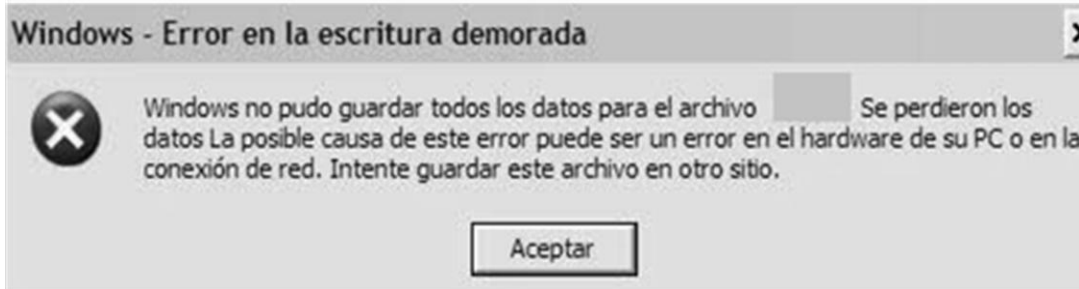 Windows - Error en la escritura demorada
Windows no pudo guardar todos los datos para el archivo Se perdieron los
datos La posible causa de este error puede ser un error en el hardware de su PC o en la
conexión de red. Intente guardar este archivo en otro sitio.
Aceptar